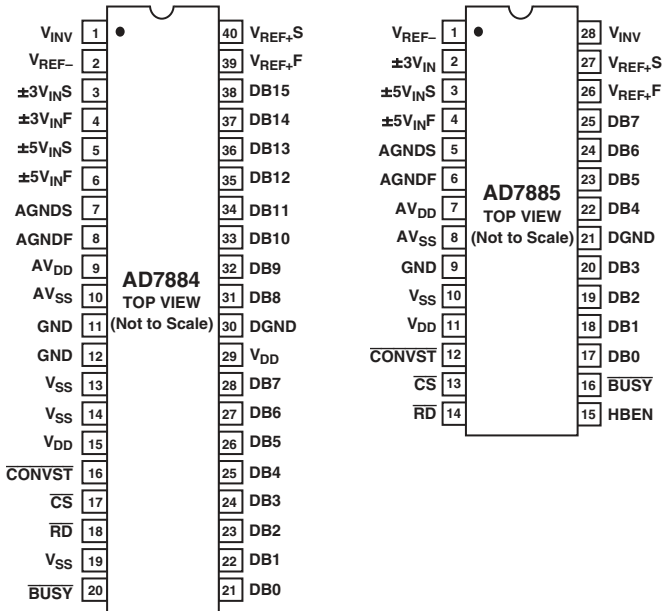 V_INV 1 40 V_REF+S
V_REF– 2 39 V_REF+F
±3V_INS 3 38 DB15
±3V_INF 4 37 DB14
±5V_INS 5 36 DB13
±5V_INF 6 35 DB12
AGNDS 7 34 DB11
AGNDF 8 33 DB10
AV_DD 9 32 DB9
AV_SS 10 31 DB8
GND 11 30 DGND
GND 12 29 V_DD
V_SS 13 28 DB7
V_SS 14 27 DB6
V_DD 15 26 DB5
CONVST 16 25 DB4
CS 17 24 DB3
RD 18 23 DB2
V_SS 19 22 DB1
BUSY 20 21 DB0
AD7884
TOP VIEW
(Not to Scale)
V_REF– 1 28 V_INV
±3V_IN 2 27 V_REF+S
±5V_INS 3 26 V_REF+F
±5V_INF 4 25 DB7
AGNDS 5 24 DB6
AGNDF 6 23 DB5
AV_DD 7 22 DB4
AV_SS 8 21 DGND
GND 9 20 DB3
V_SS 10 19 DB2
V_DD 11 18 DB1
CONVST 12 17 DB0
CS 13 16 BUSY
RD 14 15 HBEN
AD7885
TOP VIEW
(Not to Scale)